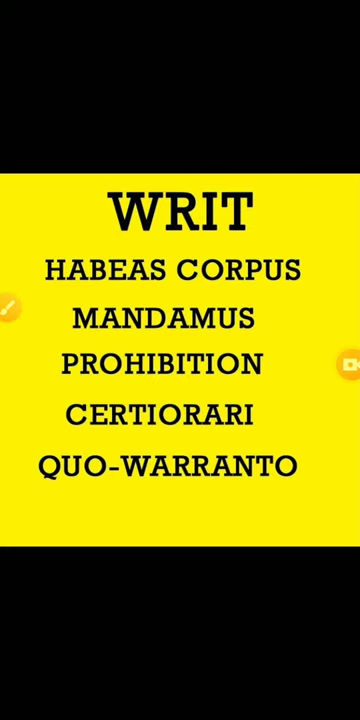 WRIT
HABEAS CORPUS
MANDAMUS
PROHIBITION
CERTIORARI
QUO-WARRANTO